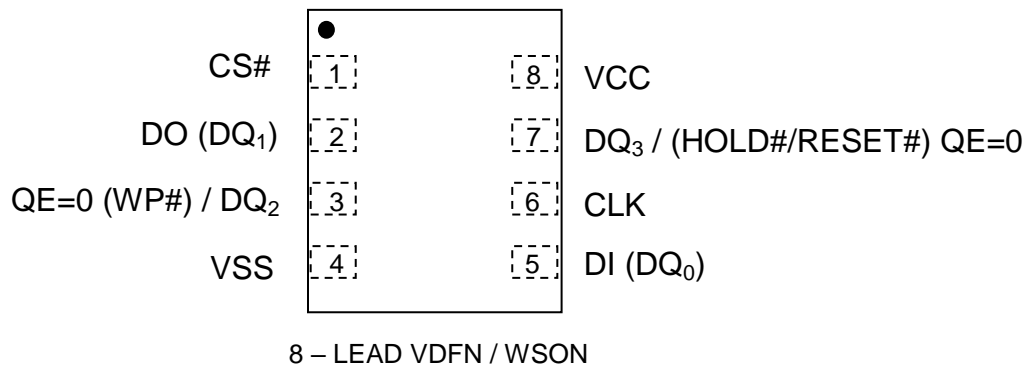 CS# 1 8 VCC
DO (DQ₁) 2 7 DQ₃ / (HOLD#/RESET#) QE=0
QE=0 (WP#) / DQ₂ 3 6 CLK
VSS 4 5 DI (DQ₀)
8 – LEAD VDFN / WSON